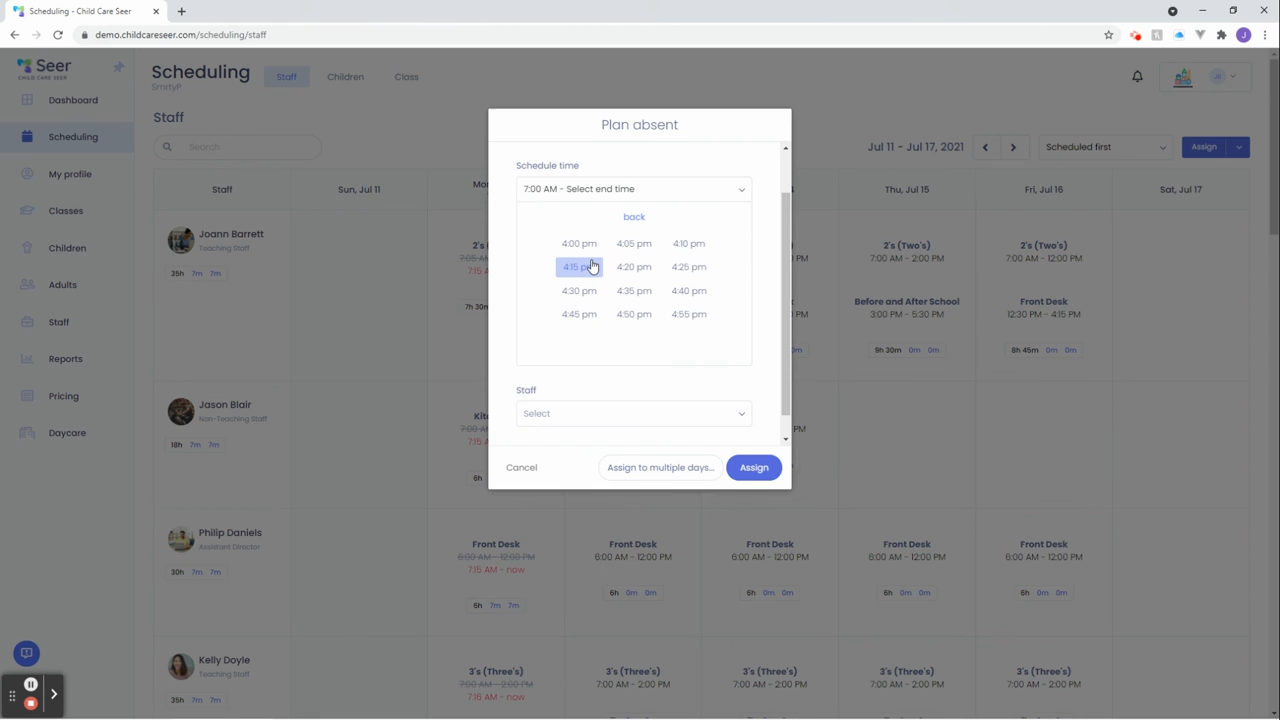 Scheduling - Child Care Seer
demo.childcareseer.com/scheduling/staff
J
Seer
CHILD CARE SEER
Dashboard
Scheduling
My profile
Classes
Children
Adults
Staff
Reports
Pricing
Daycare
Scheduling
SmrtyP
Staff
Children
Class
Staff
Search
Jul 11 - Jul 17, 2021
Scheduled first
Assign
Staff
Sun, Jul 11
Thu, Jul 15
Fri, Jul 16
Sat, Jul 17
Joann Barrett
Teaching Staff
35h 7m 7m
2's (Two's)
7:00 AM - 2:00 PM
Before and After School
3:00 PM - 5:30 PM
9h 30m 0m 0m
2's (Two's)
7:00 AM - 2:00 PM
Front Desk
12:30 PM - 4:15 PM
8h 45m 0m 0m
Jason Blair
Non-Teaching Staff
18h 7m 7m
6h
Philip Daniels
Assistant Director
30h 7m 7m
Front Desk
6:00 AM - 12:00 PM
7:15 AM - now
6h 7m 7m
Front Desk
6:00 AM - 12:00 PM
6h 0m 0m
Front Desk
6:00 AM - 12:00 PM
6h 0m 0m
Front Desk
6:00 AM - 12:00 PM
6h 0m 0m
Front Desk
6:00 AM - 12:00 PM
6h 0m 0m
Kelly Doyle
Teaching Staff
35h 7m 7m
3's (Three's)
7:00 AM - 2:00 PM
7:16 AM - now
3's (Three's)
7:00 AM - 2:00 PM
3's (Three's)
7:00 AM - 2:00 PM
3's (Three's)
7:00 AM - 2:00 PM
3's (Three's)
7:00 AM - 2:00 PM
Plan absent
Schedule time
7:00 AM - Select end time
back
4:00 pm 4:05 pm 4:10 pm
4:15 pm 4:20 pm 4:25 pm
4:30 pm 4:35 pm 4:40 pm
4:45 pm 4:50 pm 4:55 pm
Staff
Select
Cancel
Assign to multiple days...
Assign